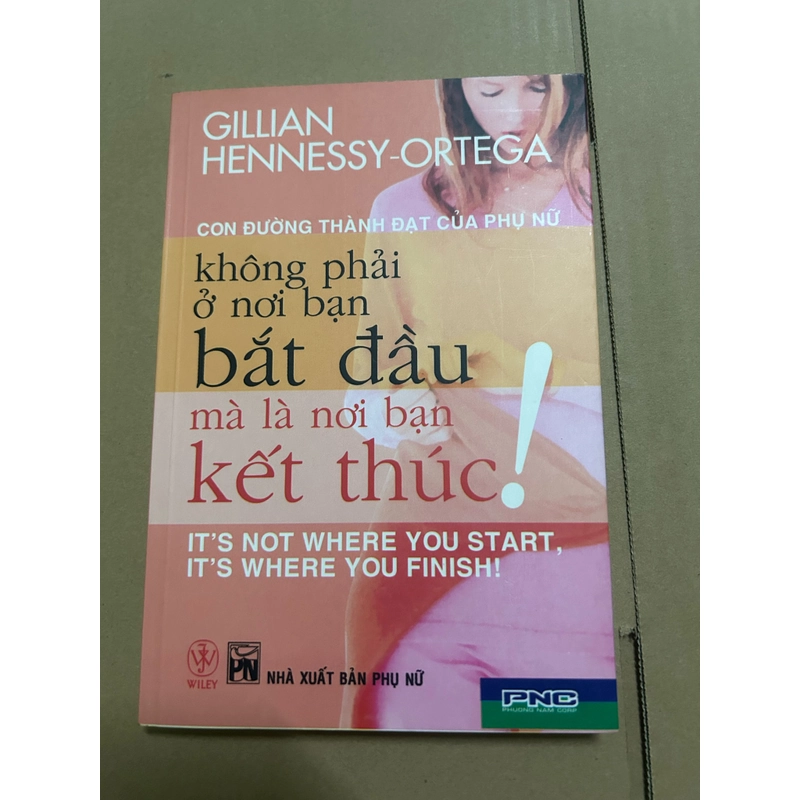 GILLIAN
HENNESSY-ORTEGA
CON ĐƯỜNG THÀNH ĐẠT CỦA PHỤ NỮ
không phải
ở nơi bạn
bắt đầu
mà là nơi bạn
kết thúc!
IT'S NOT WHERE YOU START,
IT'S WHERE YOU FINISH!
WILEY
PN
NHÀ XUẤT BẢN PHỤ NỮ
PNC
PHUONG NAM CORP